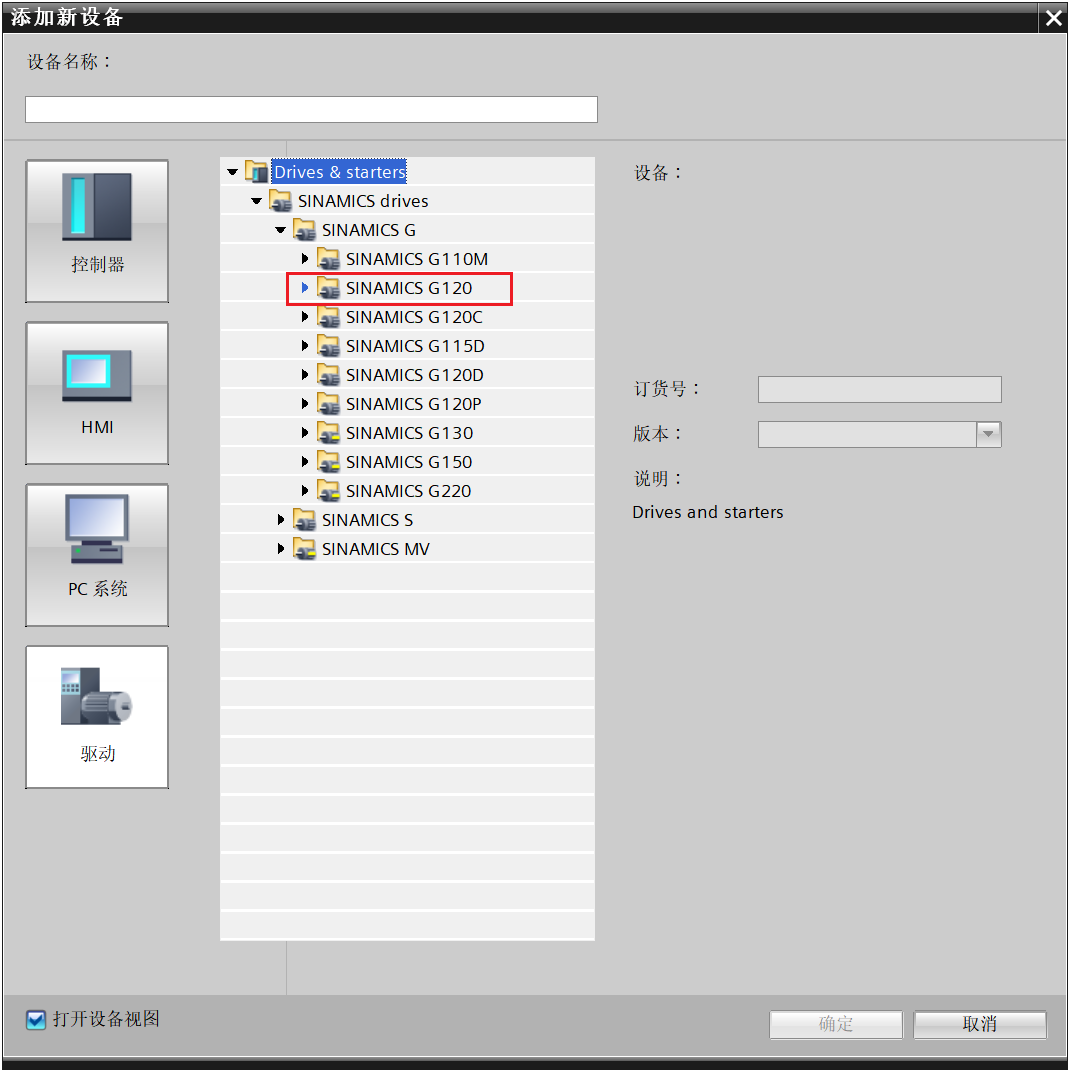 添加新设备
设备名称：
控制器
HMI
PC 系统
驱动
Drives & starters
SINAMICS drives
SINAMICS G
SINAMICS G110M
SINAMICS G120
SINAMICS G120C
SINAMICS G115D
SINAMICS G120D
SINAMICS G120P
SINAMICS G130
SINAMICS G150
SINAMICS G220
SINAMICS S
SINAMICS MV
设备：
订货号：
版本：
说明：
Drives and starters
打开设备视图
确定
取消